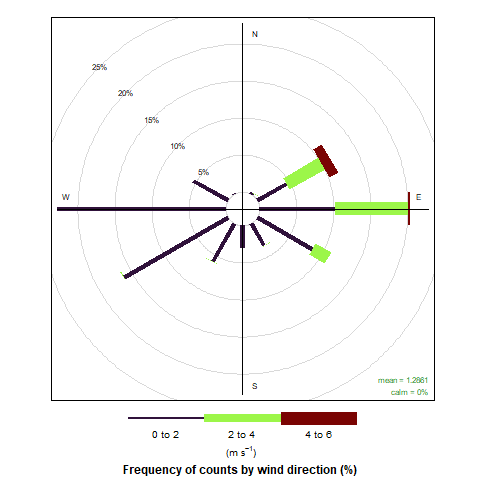 N
25%
20%
15%
10%
5%
W
E
S
mean = 1.2861
calm = 0%
0 to 2
2 to 4
4 to 6
(m s⁻¹)
Frequency of counts by wind direction (%)